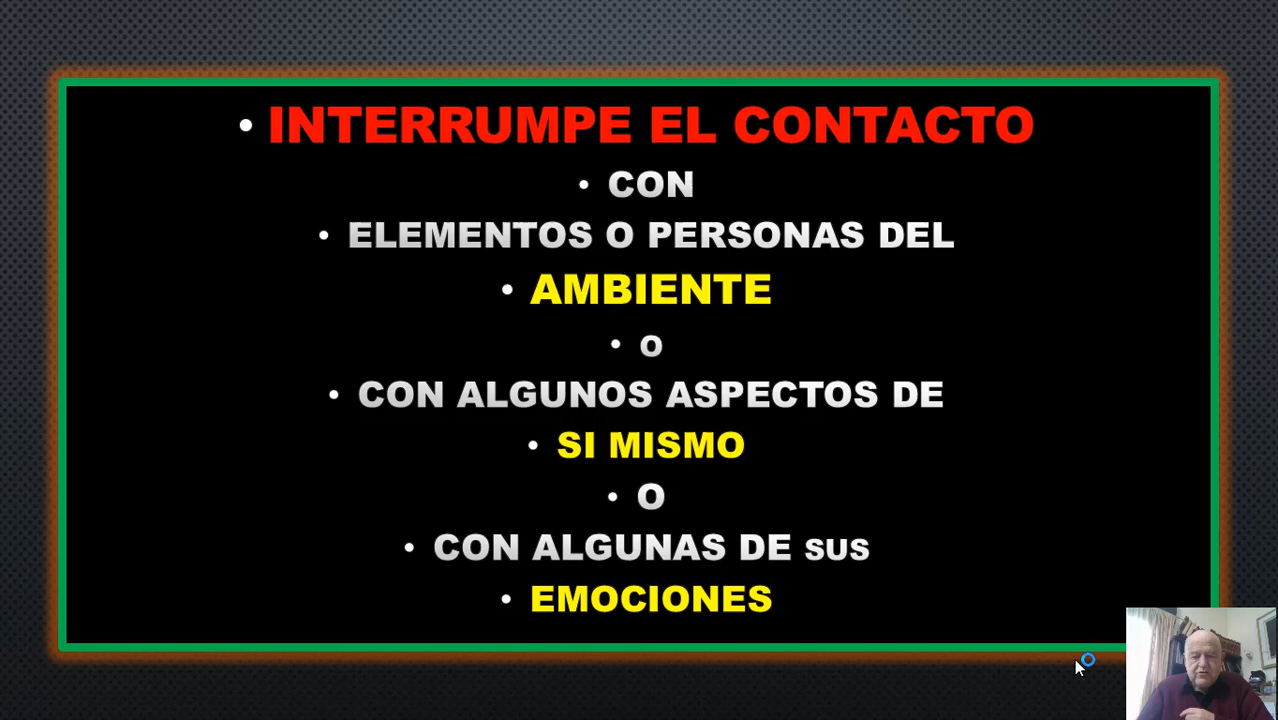 • INTERRUMPE EL CONTACTO
• CON
• ELEMENTOS O PERSONAS DEL
• AMBIENTE
• O
• CON ALGUNOS ASPECTOS DE
• SI MISMO
• O
• CON ALGUNAS DE SUS
• EMOCIONES